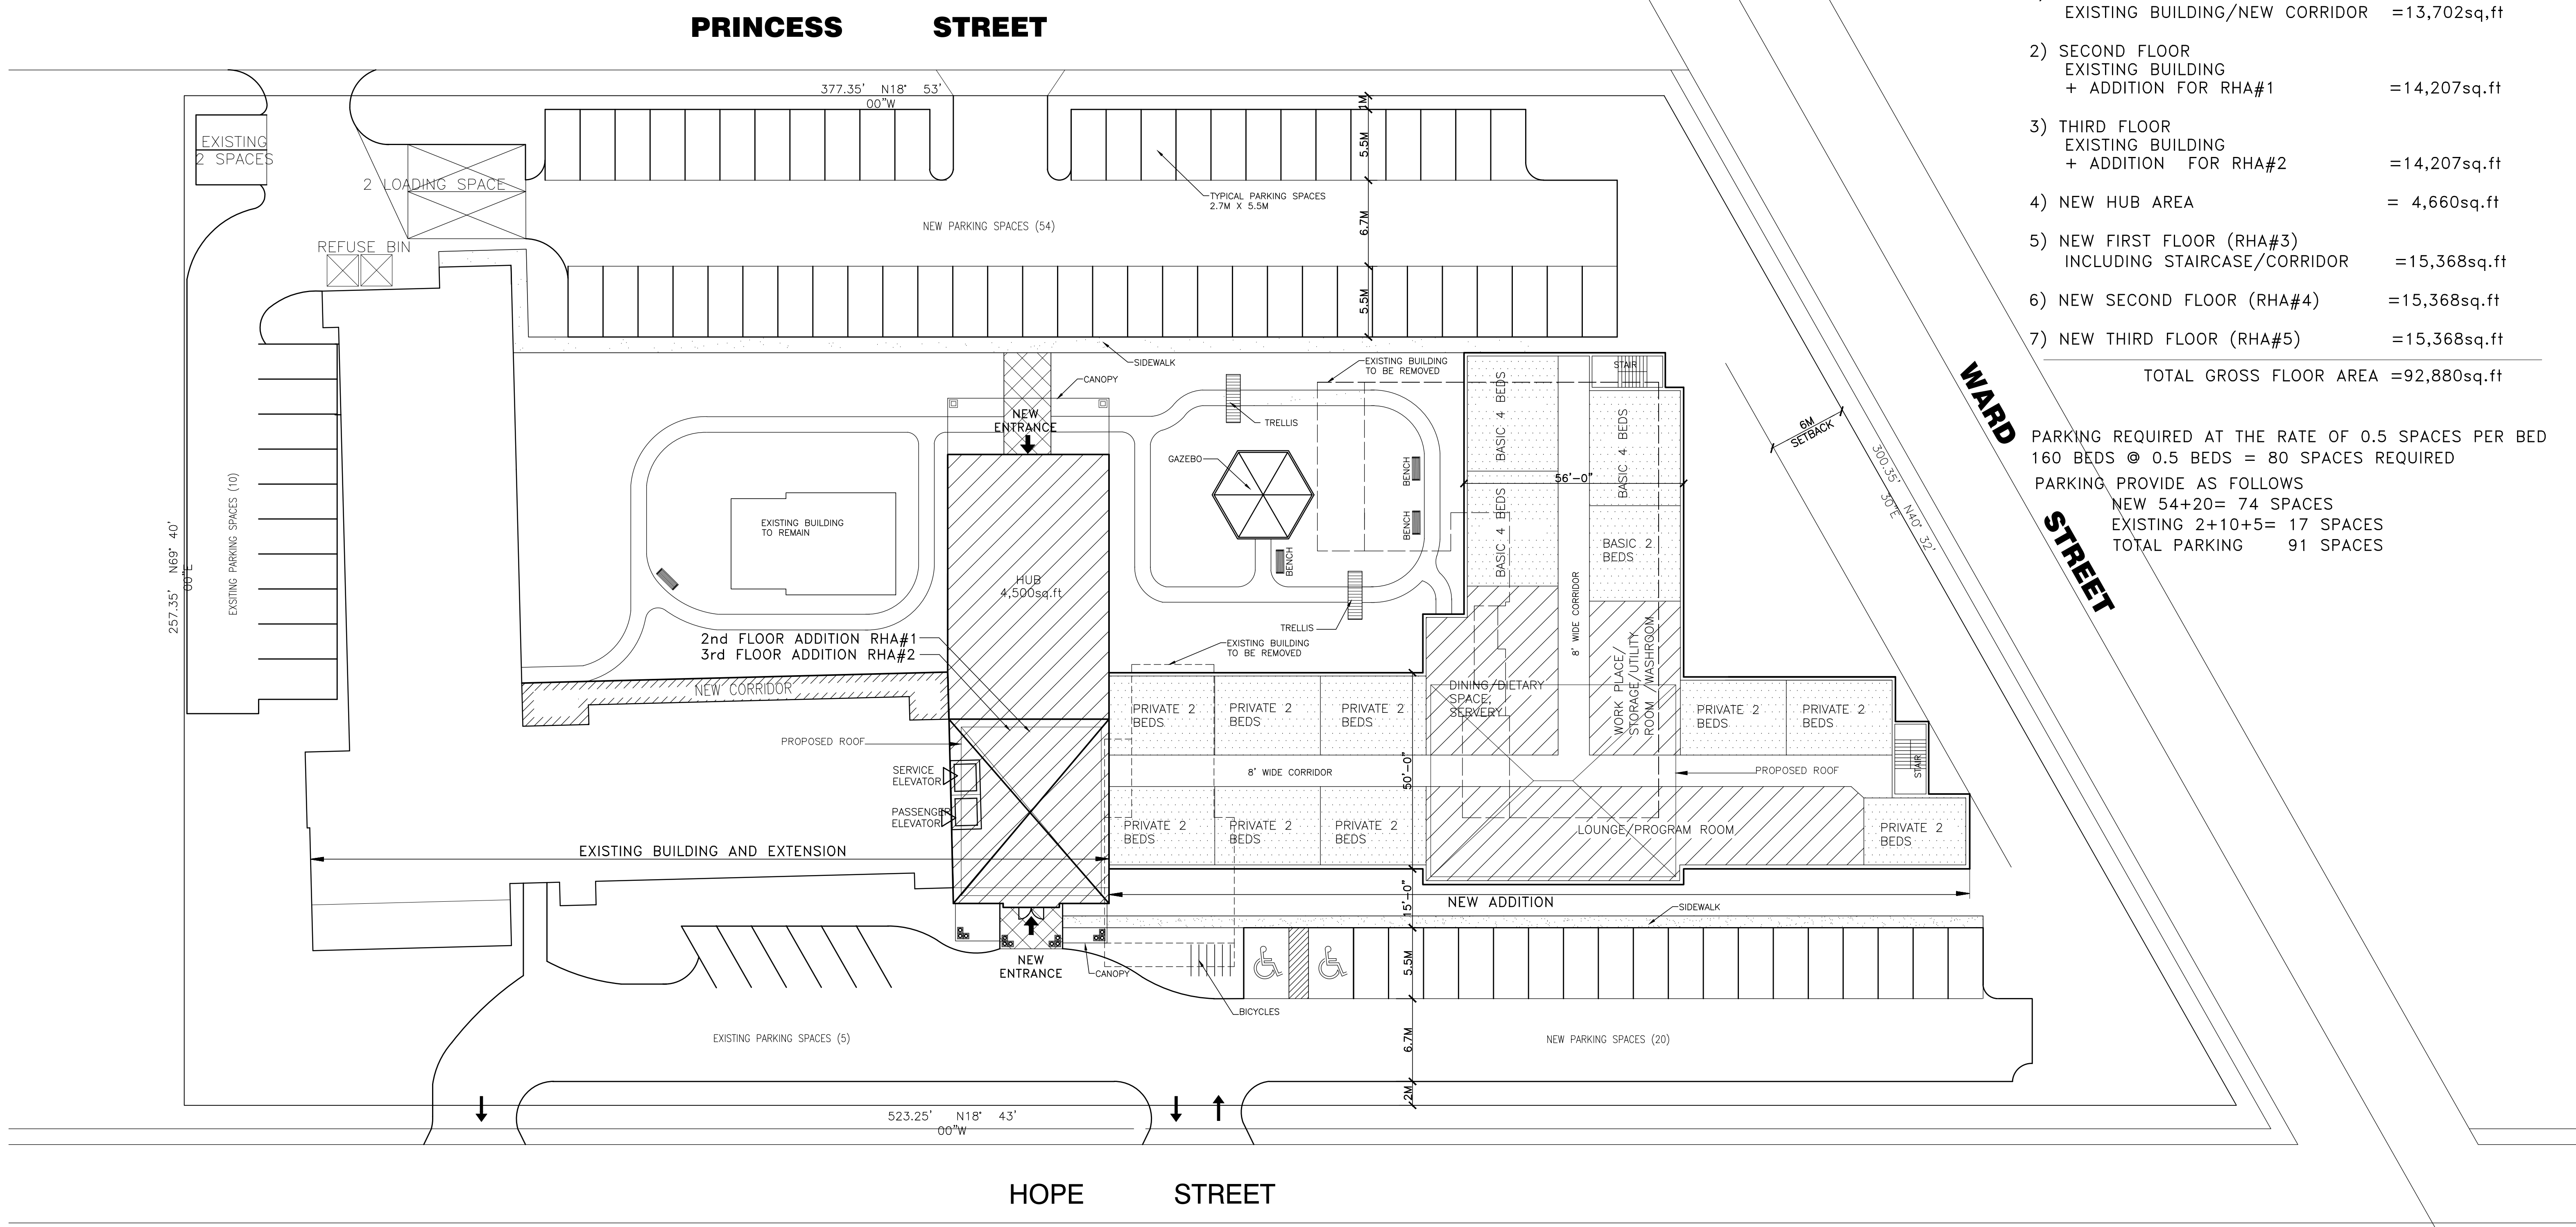 PRINCESS STREET
377.35' N18° 53'
00"W
1M
5.5M
6.7M
5.5M
EXISTING
2 SPACES
2 LOADING SPACE
REFUSE BIN
TYPICAL PARKING SPACES
2.7M X 5.5M
NEW PARKING SPACES (54)
SIDEWALK
CANOPY
NEW
ENTRANCE
TRELLIS
GAZEBO
EXISTING BUILDING
TO BE REMOVED
BENCH
BENCH
BENCH
TRELLIS
EXISTING BUILDING
TO REMAIN
HUB
4,500sq.ft
2nd FLOOR ADDITION RHA#1
3rd FLOOR ADDITION RHA#2
EXISTING BUILDING
TO BE REMOVED
NEW CORRIDOR
EXSITING PARKING SPACES (10)
257.35' N69° 40'
00"E
STAIR
BASIC 4 BEDS
BASIC 4 BEDS
BASIC 4 BEDS
56'-0"
BASIC 2
BEDS
8' WIDE CORRIDOR
WORK PLACE/
STORAGE/UTILITY
ROOM /WASHROOM
DINING/DIETARY
SPACE,
SERVERY
PRIVATE 2
BEDS
PRIVATE 2
BEDS
PRIVATE 2
BEDS
PRIVATE 2
BEDS
PRIVATE 2
BEDS
PROPOSED ROOF
SERVICE
ELEVATOR
PASSENGER
ELEVATOR
8' WIDE CORRIDOR
50'-0"
PROPOSED ROOF
STAIR
PRIVATE 2
BEDS
PRIVATE 2
BEDS
PRIVATE 2
BEDS
LOUNGE/PROGRAM ROOM
PRIVATE 2
BEDS
EXISTING BUILDING AND EXTENSION
NEW ADDITION
15'-0"
SIDEWALK
NEW
ENTRANCE
CANOPY
BICYCLES
5.5M
6.7M
2M
EXISTING PARKING SPACES (5)
NEW PARKING SPACES (20)
523.25' N18° 43'
00"W
HOPE STREET
6M
SETBACK
300.35' N40° 32'
30"E
WARD STREET
EXISTING BUILDING/NEW CORRIDOR =13,702sq,ft
2) SECOND FLOOR
EXISTING BUILDING
+ ADDITION FOR RHA#1 =14,207sq.ft
3) THIRD FLOOR
EXISTING BUILDING
+ ADDITION FOR RHA#2 =14,207sq.ft
4) NEW HUB AREA = 4,660sq.ft
5) NEW FIRST FLOOR (RHA#3)
INCLUDING STAIRCASE/CORRIDOR =15,368sq.ft
6) NEW SECOND FLOOR (RHA#4) =15,368sq.ft
7) NEW THIRD FLOOR (RHA#5) =15,368sq.ft
TOTAL GROSS FLOOR AREA =92,880sq.ft
PARKING REQUIRED AT THE RATE OF 0.5 SPACES PER BED
160 BEDS @ 0.5 BEDS = 80 SPACES REQUIRED
PARKING PROVIDE AS FOLLOWS
NEW 54+20= 74 SPACES
EXISTING 2+10+5= 17 SPACES
TOTAL PARKING 91 SPACES